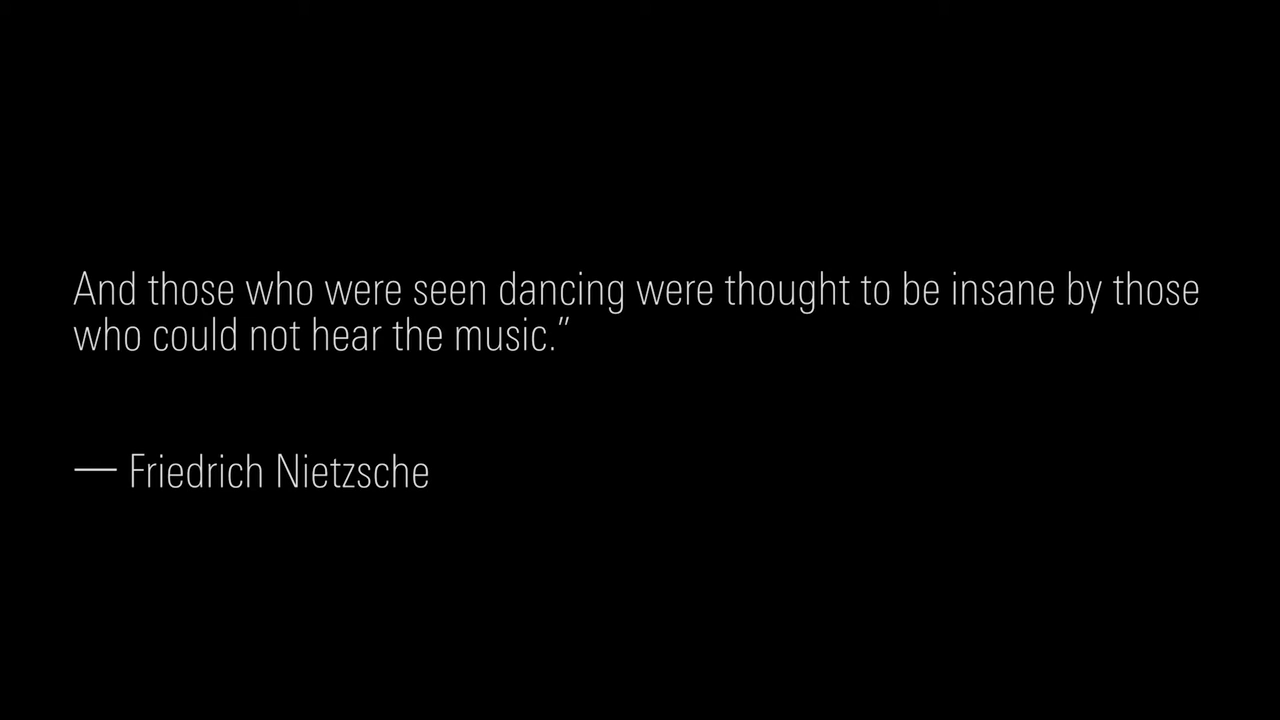 And those who were seen dancing were thought to be insane by those
who could not hear the music.”
— Friedrich Nietzsche